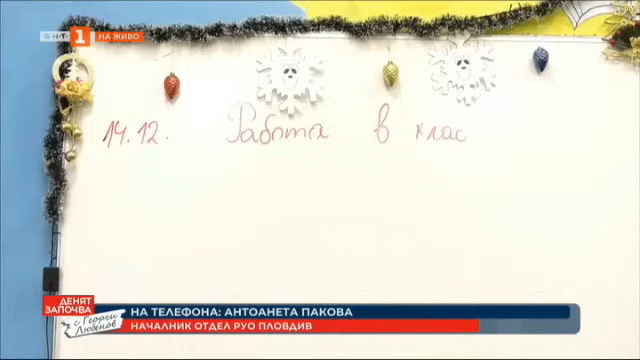 БНТ 1 НА ЖИВО
14.12. Работа в клас
ДЕНЯТ
ЗАПОЧВА
с Георги
Любенов
НА ТЕЛЕФОНА: АНТОАНЕТА ПАКОВА
НАЧАЛНИК ОТДЕЛ РУО ПЛОВДИВ